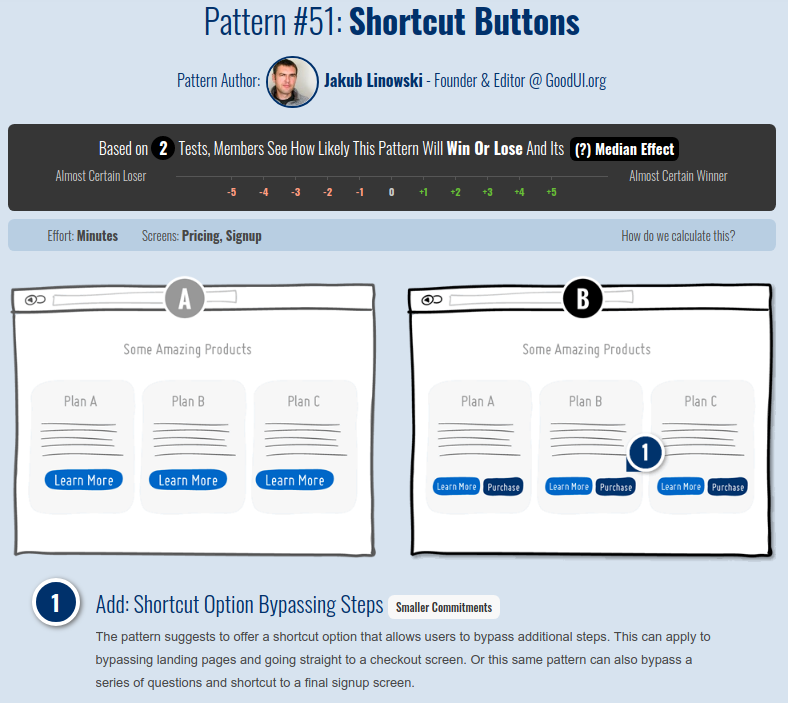 Pattern #51: Shortcut Buttons
Pattern Author: Jakub Linowski - Founder & Editor @ GoodUI.org
Based on 2 Tests, Members See How Likely This Pattern Will Win Or Lose And Its (?) Median Effect
Almost Certain Loser -5 -4 -3 -2 -1 0 +1 +2 +3 +4 +5 Almost Certain Winner
Effort: Minutes Screens: Pricing, Signup How do we calculate this?
A
Some Amazing Products
Plan A Plan B Plan C
Learn More Learn More Learn More
B
Some Amazing Products
Plan A Plan B Plan C
1
Learn More Purchase Learn More Purchase Learn More Purchase
1 Add: Shortcut Option Bypassing Steps Smaller Commitments
The pattern suggests to offer a shortcut option that allows users to bypass additional steps. This can apply to
bypassing landing pages and going straight to a checkout screen. Or this same pattern can also bypass a
series of questions and shortcut to a final signup screen.